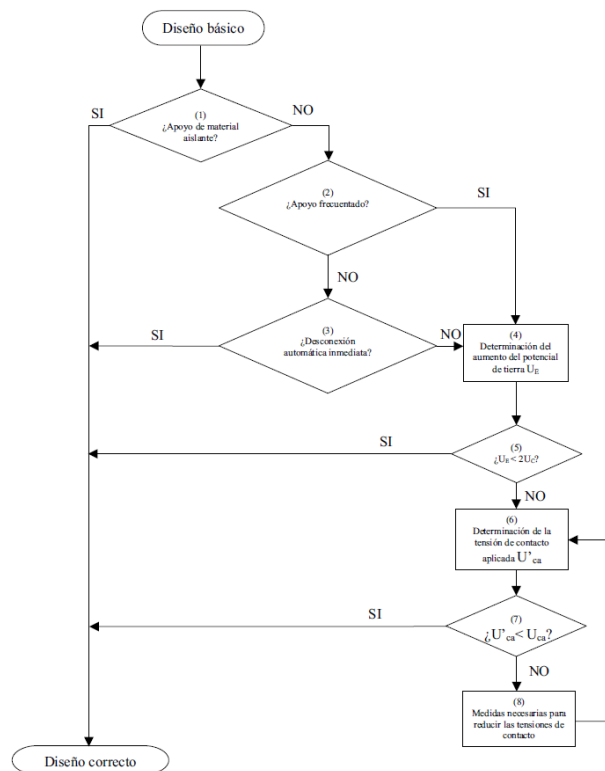 Diseño básico
SI
(1)
¿Apoyo de material
aislante?
NO
(2)
¿Apoyo frecuentado?
SI
NO
(3)
¿Desconexión
automática inmediata?
SI
NO
(4)
Determinación del
aumento del potencial
de tierra UE
(5)
¿UE < 2UC?
SI
NO
(6)
Determinación de la
tensión de contacto
aplicada U'ca
(7)
¿U'ca< Uca?
SI
NO
(8)
Medidas necesarias para
reducir las tensiones de
contacto
Diseño correcto